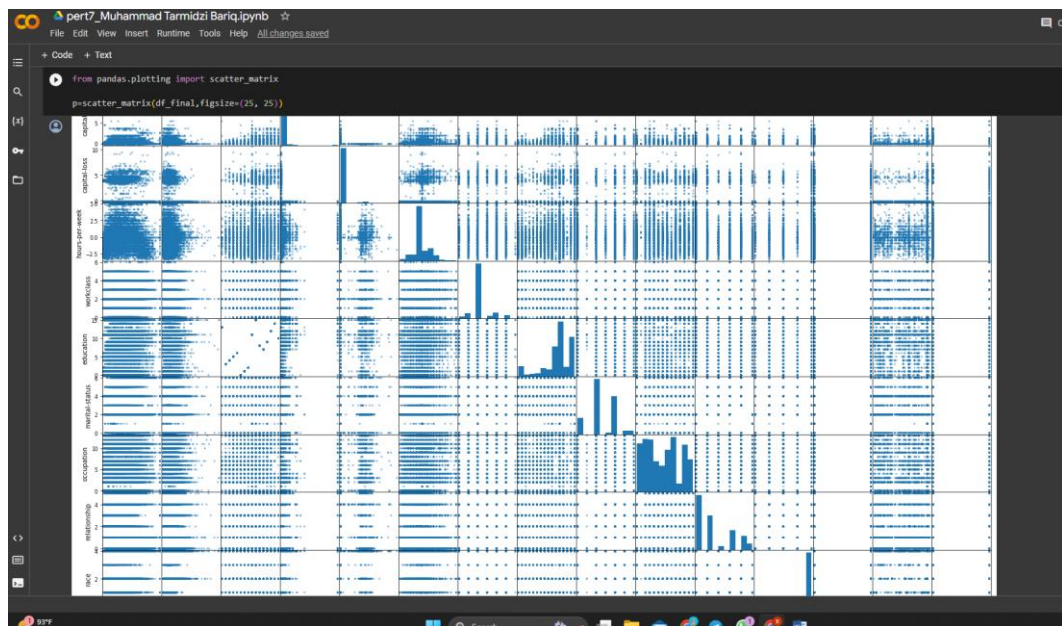 pert7_Muhammad Tarmidzi Bariq.ipynb
File Edit View Insert Runtime Tools Help All changes saved
+ Code + Text
from pandas.plotting import scatter_matrix
p=scatter_matrix(df_final,figsize=(25, 25))
capital-loss
hours-per-week
workclass
education
marital-status
occupation
relationship
race
93°F
Search